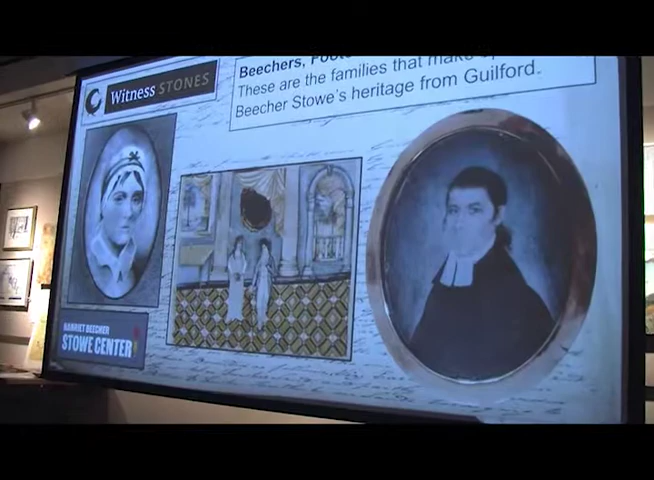 Witness STONES
Beechers,
These are the families that make
Beecher Stowe's heritage from Guilford.
HARRIET BEECHER
STOWE CENTER